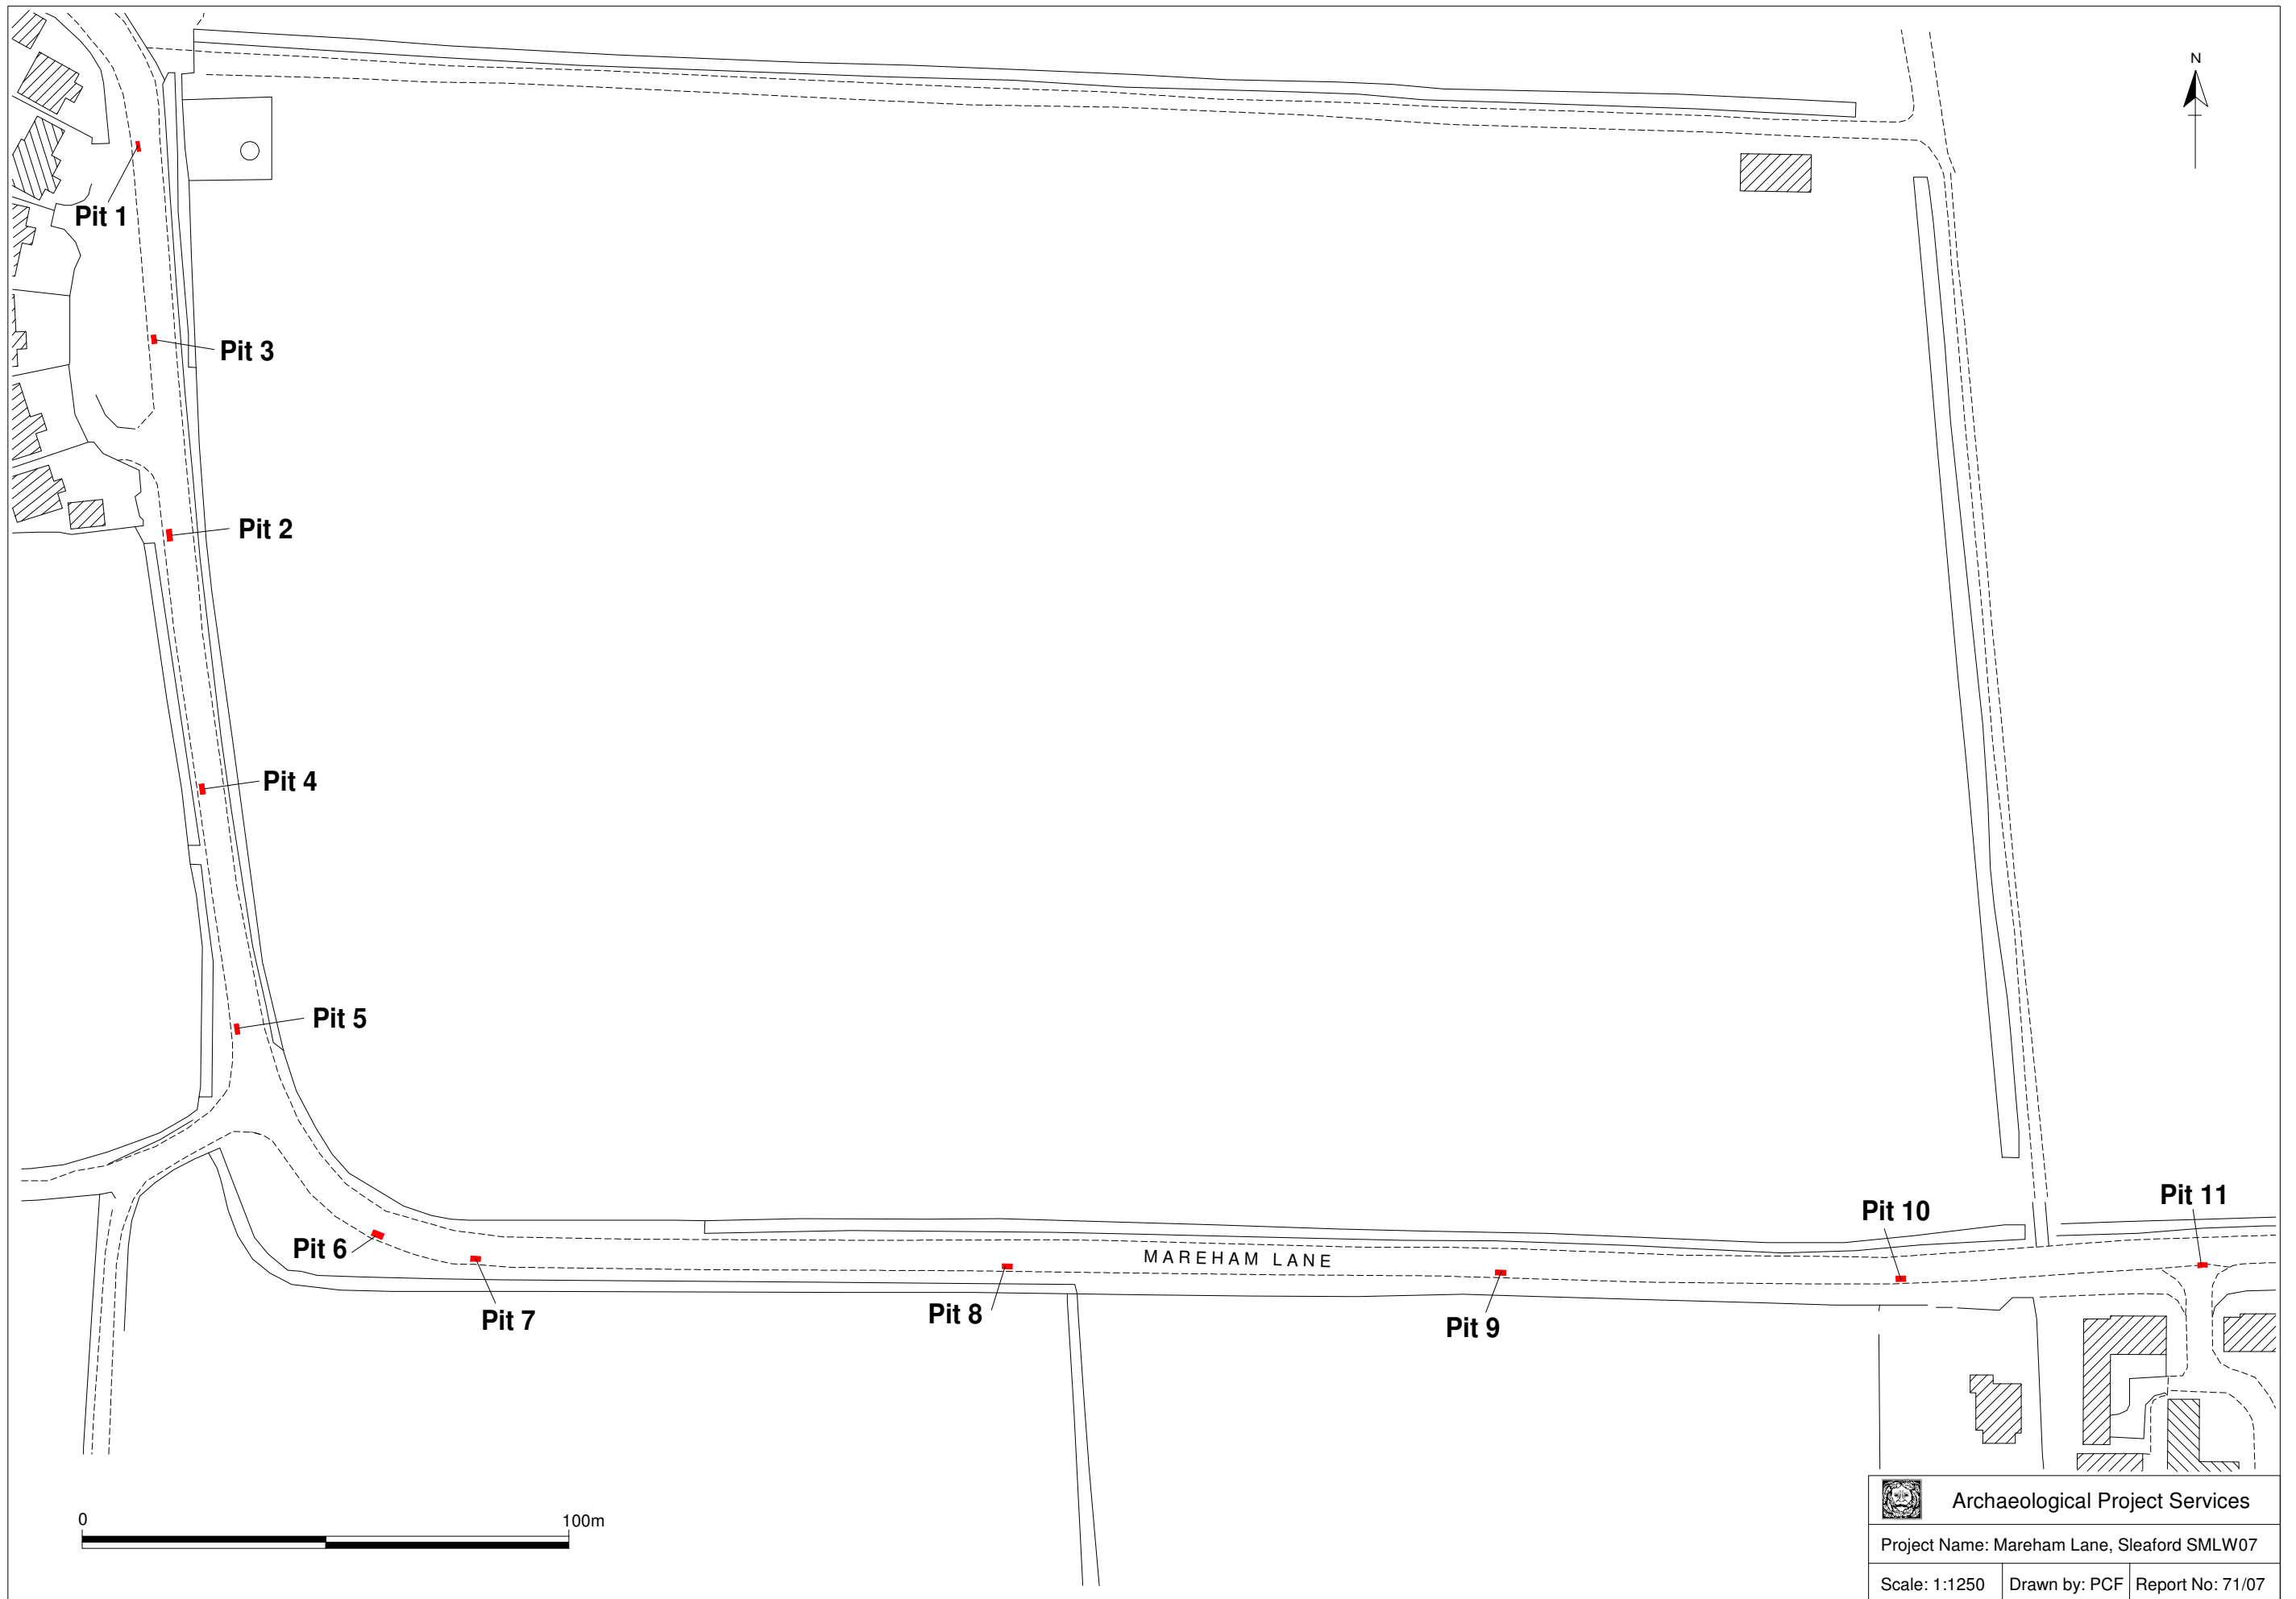 N
Pit 1
Pit 3
Pit 2
Pit 4
Pit 5
Pit 11
Pit 10
Pit 6
MAREHAM LANE
Pit 7
Pit 8
Pit 9
0 100m
Archaeological Project Services
Project Name: Mareham Lane, Sleaford SMLW07
Scale: 1:1250 Drawn by: PCF Report No: 71/07